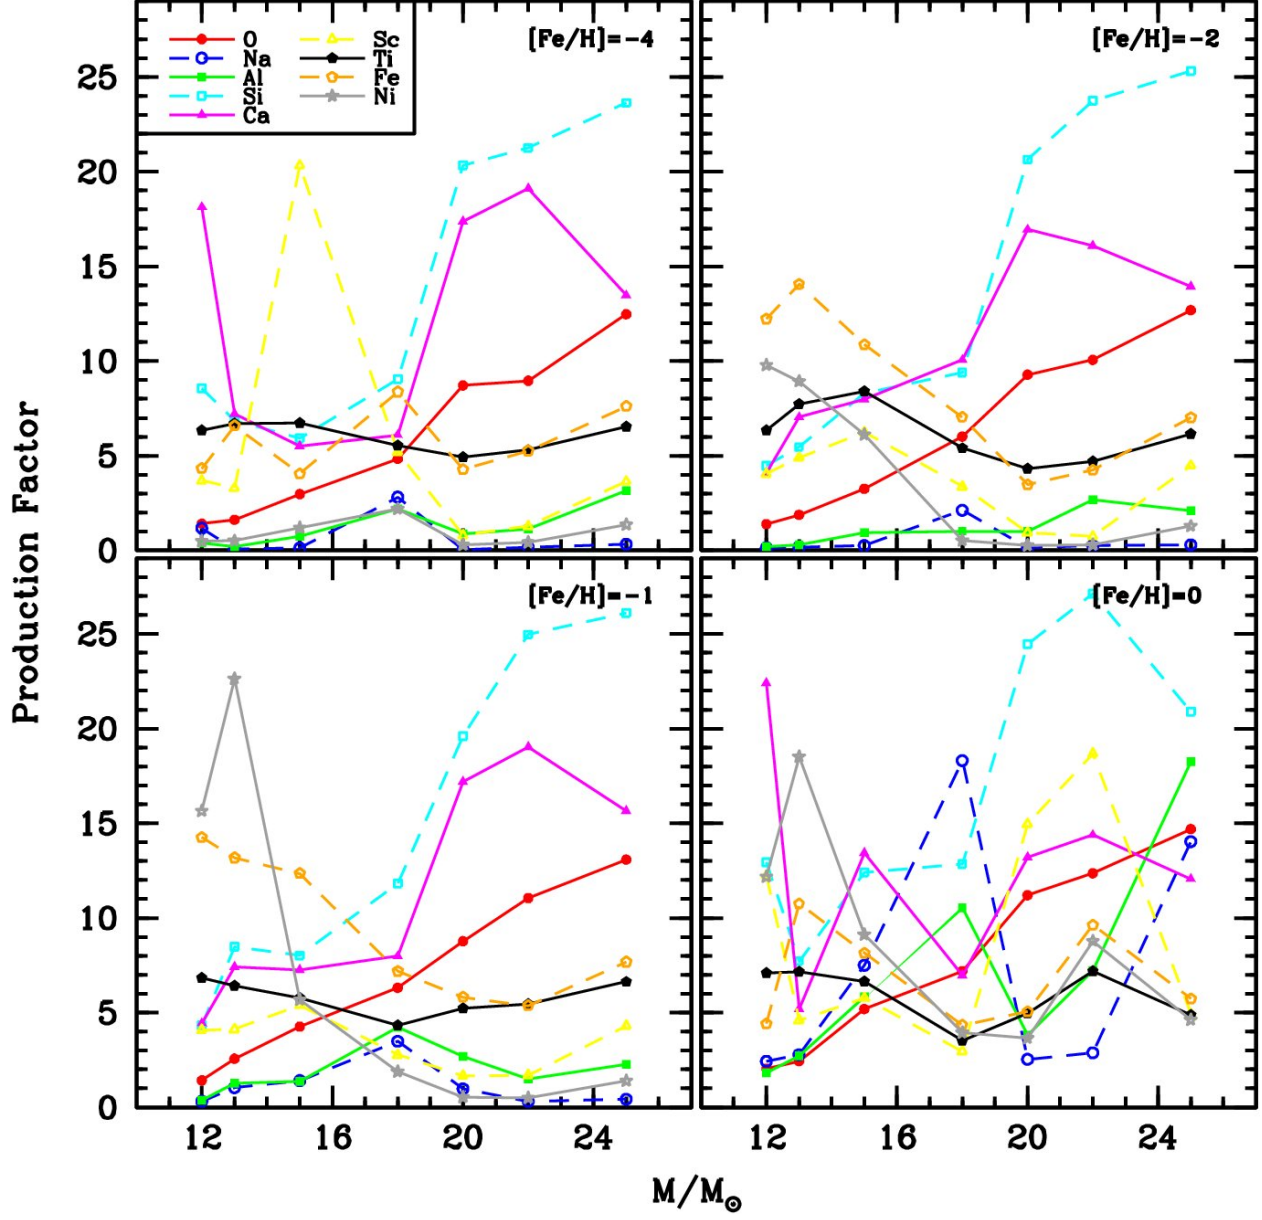 O Sc
Na Ti
Al Fe
Si Ni
Ca
[Fe/H]=-4
[Fe/H]=-2
25
20
15
10
5
0
[Fe/H]=-1
[Fe/H]=0
25
20
15
10
5
0
12 16 20 24
12 16 20 24
Production Factor
M/M⊙